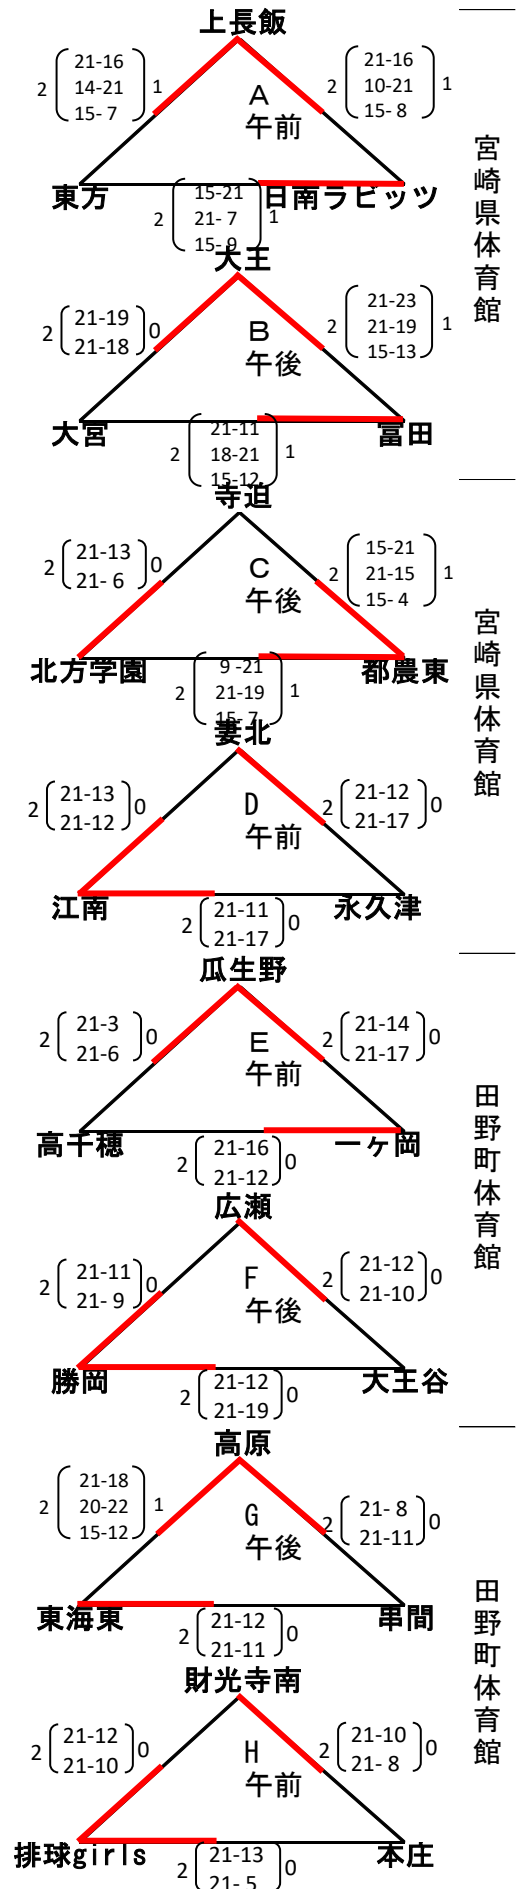 上長飯
2 21-16 1
14-21
15- 7
2 21-16 1
10-21
15- 8
A
午前
東方
日南ラビッツ
2 15-21 1
21- 7
15- 9
宮崎県体育館
大王
2 21-19 0
21-18
2 21-23 1
21-19
15-13
B
午後
大宮
富田
2 21-11 1
18-21
15-12
寺迫
2 21-13 0
21- 6
2 15-21 1
21-15
15- 4
C
午後
北方学園
都農東
2 9 -21 1
21-19
15- 7
宮崎県体育館
妻北
2 21-13 0
21-12
2 21-12 0
21-17
D
午前
江南
永久津
2 21-11 0
21-17
瓜生野
2 21-3 0
21-6
2 21-14 0
21-17
E
午前
高千穂
一ヶ岡
2 21-16 0
21-12
田野町体育館
広瀬
2 21-11 0
21- 9
2 21-12 0
21-10
F
午後
勝岡
大王谷
2 21-12 0
21-19
高原
2 21-18 1
20-22
15-12
2 21- 8 0
21-11
G
午後
東海東
串間
2 21-12 0
21-11
田野町体育館
財光寺南
2 21-12 0
21-10
2 21-10 0
21- 8
H
午前
排球girls
本庄
2 21-13 0
21- 5